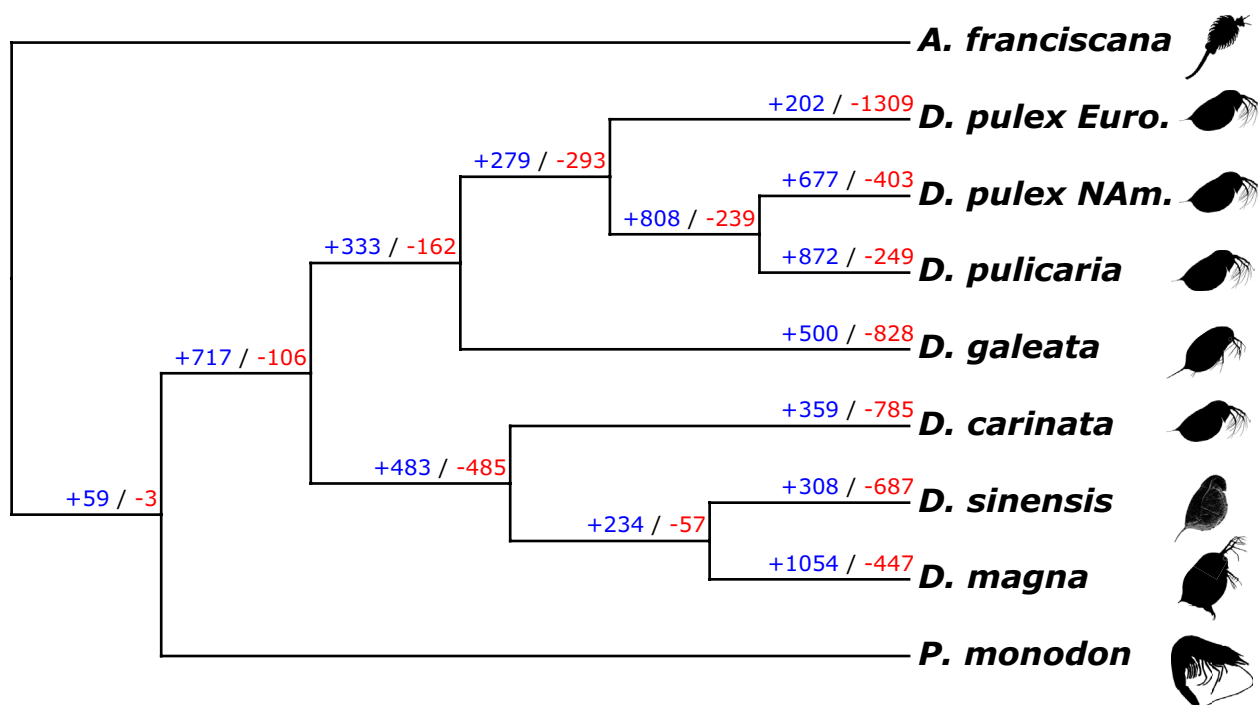 A. franciscana
+202 / -1309
D. pulex Euro.
+279 / -293
+677 / -403
D. pulex NAm.
+808 / -239
+333 / -162
+872 / -249
D. pulicaria
+500 / -828
D. galeata
+717 / -106
+359 / -785
D. carinata
+483 / -485
+308 / -687
D. sinensis
+59 / -3
+234 / -57
+1054 / -447
D. magna
P. monodon